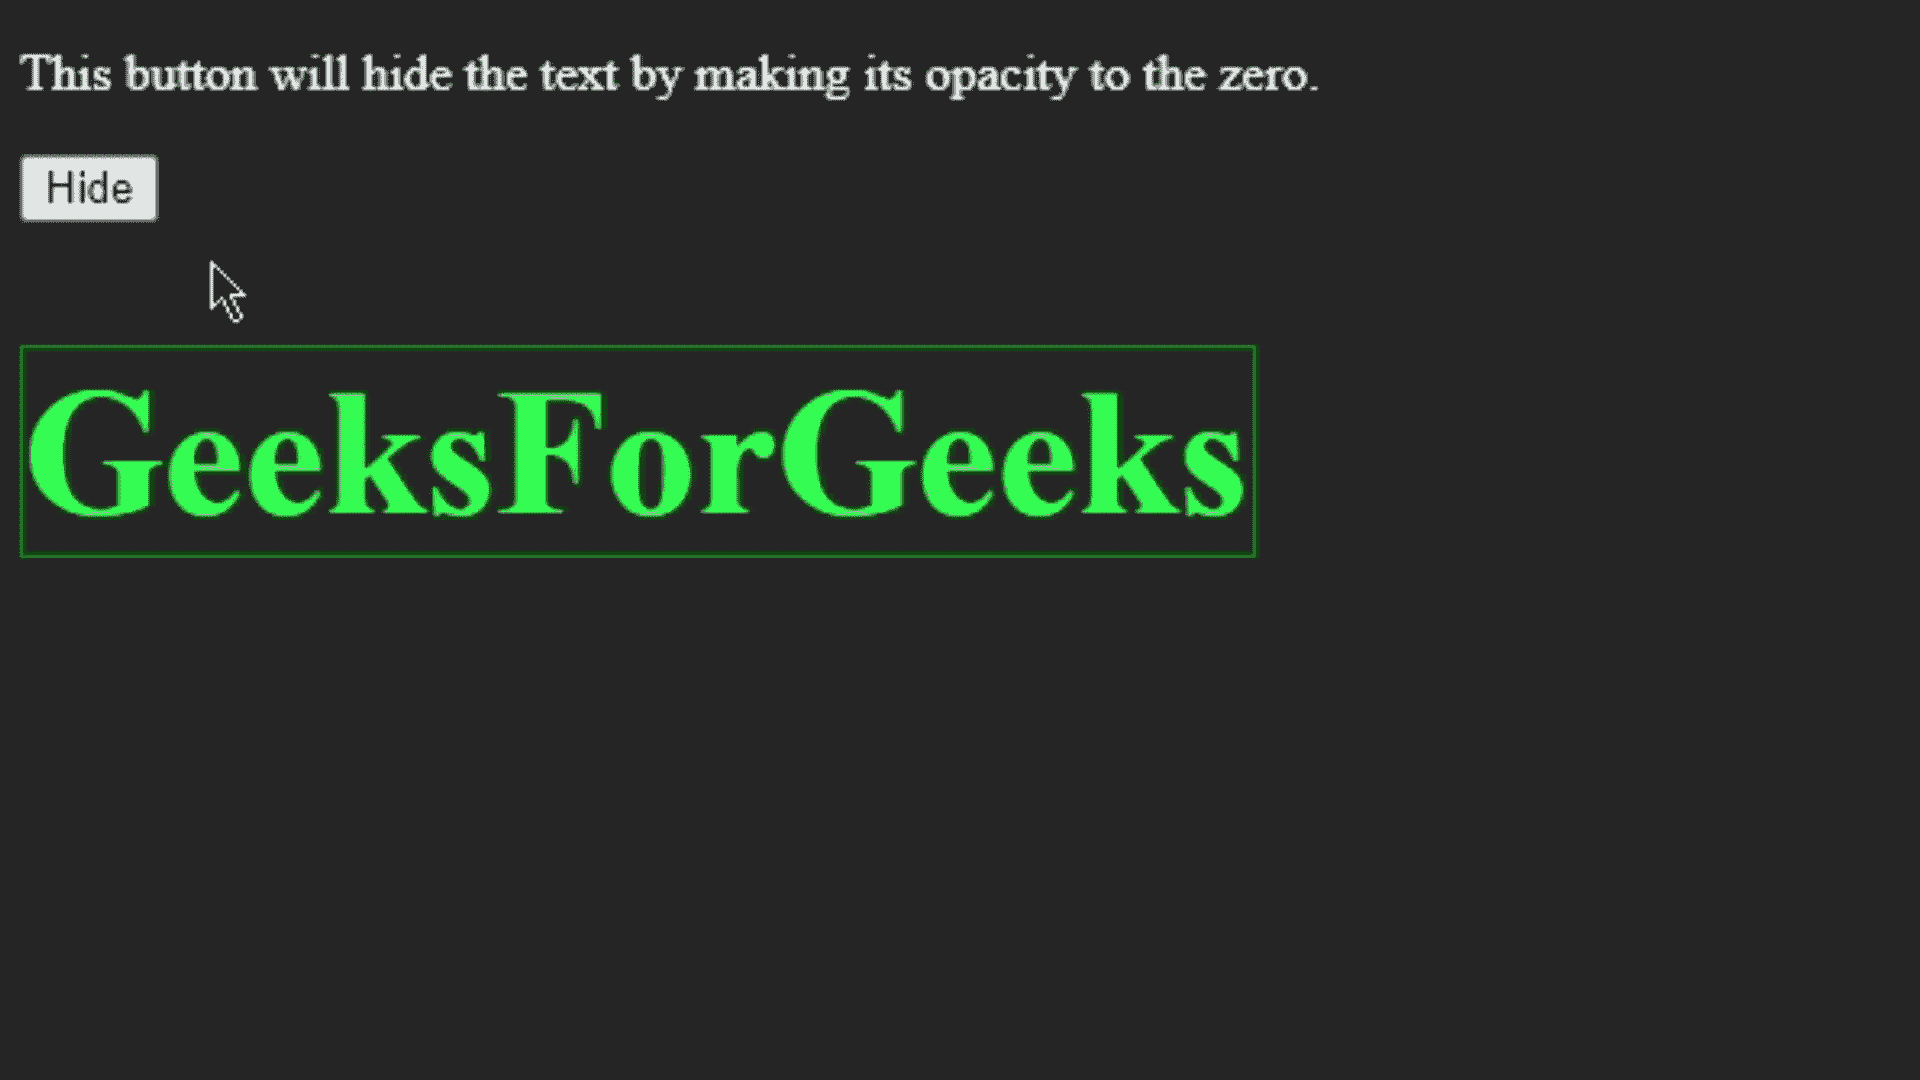 This button will hide the text by making its opacity to the zero.
Hide
GeeksForGeeks